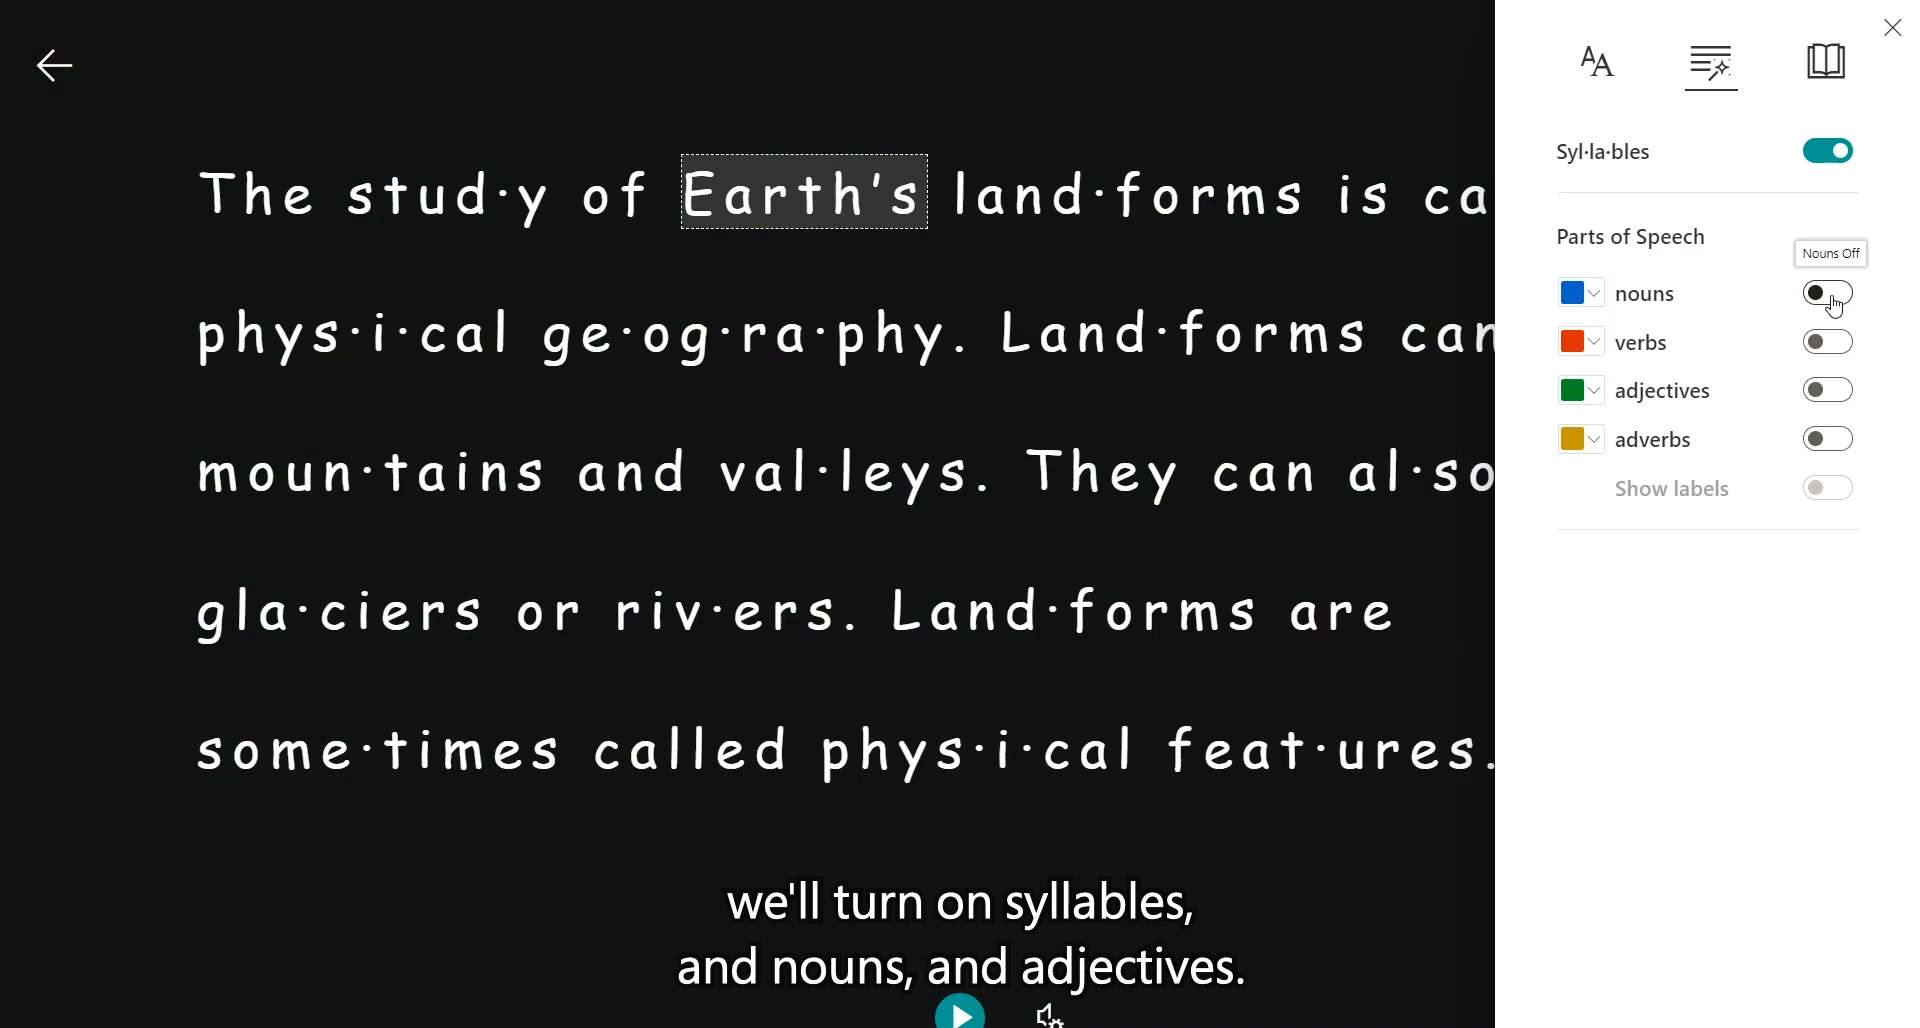 The stud·y of Earth's land·forms is ca
phys·i·cal ge·og·ra·phy. Land·forms can
moun·tains and val·leys. They can al·so
gla·ciers or riv·ers. Land·forms are
some·times called phys·i·cal feat·ures.
we'll turn on syllables,
and nouns, and adjectives.
AA
Syl·la·bles
Parts of Speech
Nouns Off
nouns
verbs
adjectives
adverbs
Show labels